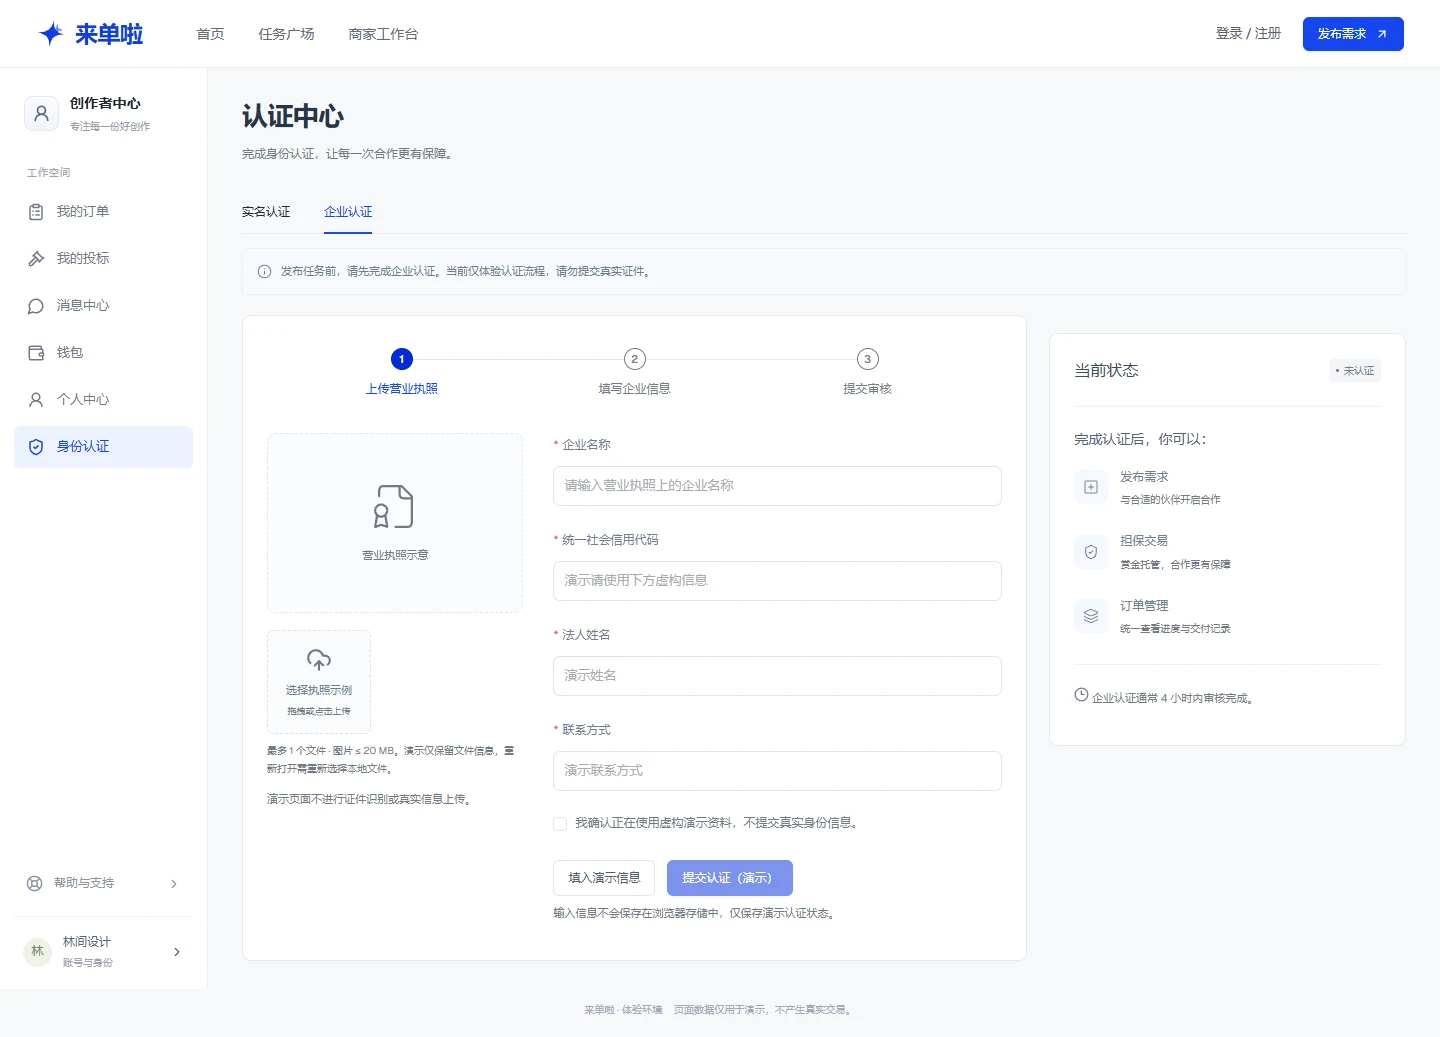 来单啦
首页
任务广场
商家工作台
登录 / 注册
发布需求
创作者中心
专注每一份好创作
工作空间
我的订单
我的投标
消息中心
钱包
个人中心
身份认证
帮助与支持
林
林间设计
账号与身份
认证中心
完成身份认证，让每一次合作更有保障。
实名认证
企业认证
发布任务前，请先完成企业认证。当前仅体验认证流程，请勿提交真实证件。
1
上传营业执照
2
填写企业信息
3
提交审核
营业执照示意
选择执照示例
拖拽或点击上传
最多 1 个文件 · 图片 ≤ 20 MB。演示仅保留文件信息，重
新打开需重新选择本地文件。
演示页面不进行证件识别或真实信息上传。
* 企业名称
请输入营业执照上的企业名称
* 统一社会信用代码
演示请使用下方虚构信息
* 法人姓名
演示姓名
* 联系方式
演示联系方式
我确认正在使用虚构演示资料，不提交真实身份信息。
填入演示信息
提交认证（演示）
输入信息不会保存在浏览器存储中，仅保存演示认证状态。
当前状态
• 未认证
完成认证后，你可以：
发布需求
与合适的伙伴开启合作
担保交易
赏金托管，合作更有保障
订单管理
统一查看进度与交付记录
企业认证通常 4 小时内审核完成。
来单啦 · 体验环境 页面数据仅用于演示，不产生真实交易。